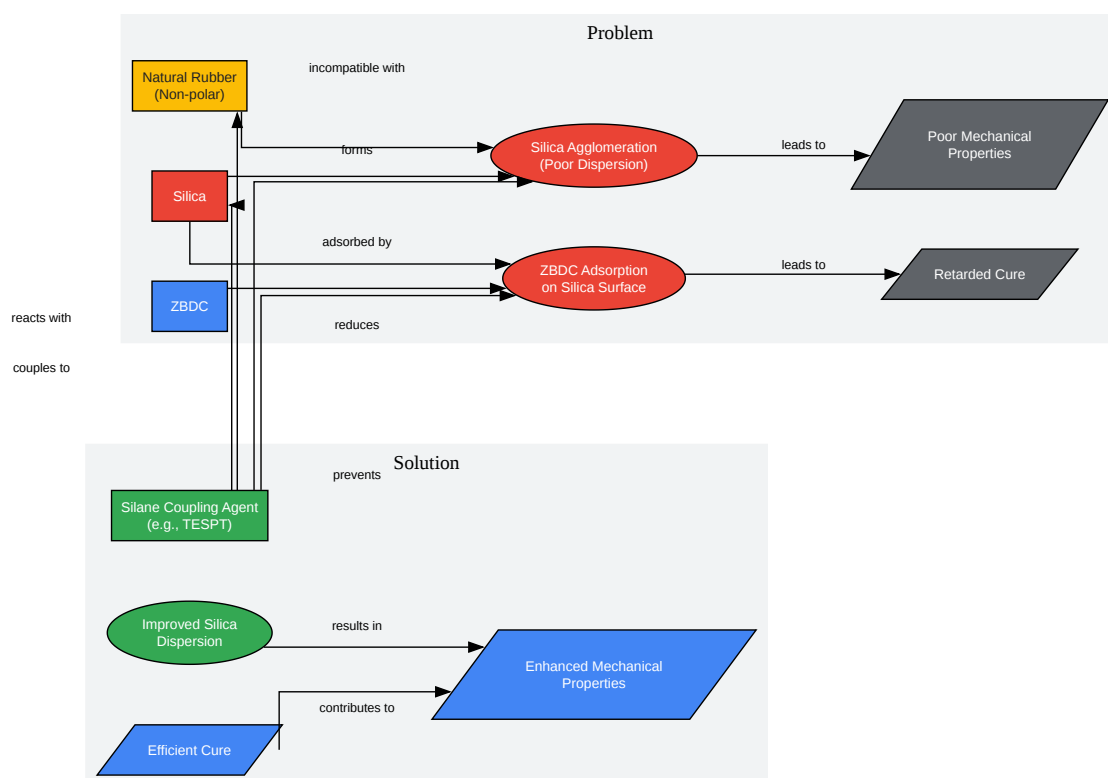 Problem
incompatible with
Natural Rubber
(Non-polar)
forms
Silica Agglomeration
(Poor Dispersion)
leads to
Poor Mechanical
Properties
Silica
adsorbed by
ZBDC Adsorption
on Silica Surface
leads to
Retarded Cure
ZBDC
reacts with
reduces
couples to
Solution
prevents
Silane Coupling Agent
(e.g., TESPT)
Improved Silica
Dispersion
results in
Enhanced Mechanical
Properties
contributes to
Efficient Cure